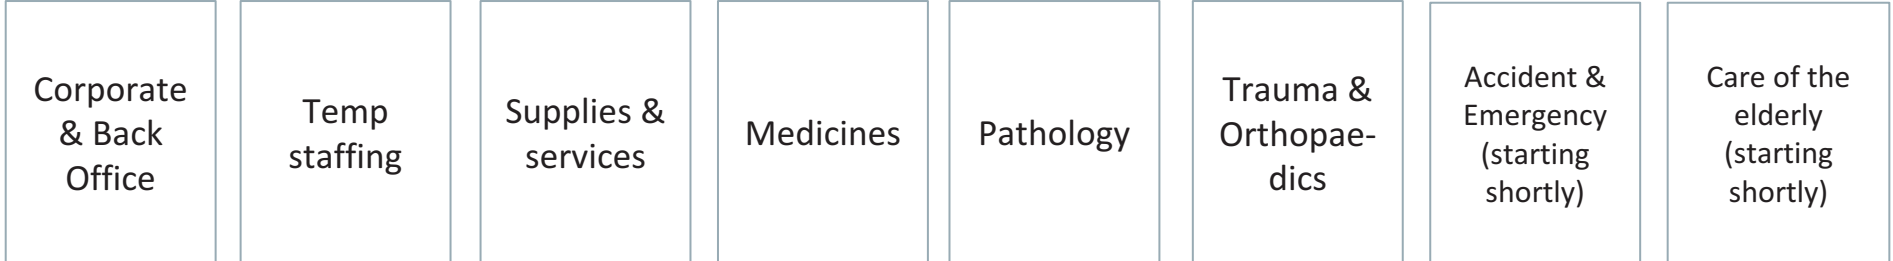 Corporate
& Back
Office
Temp
staffing
Supplies &
services
Medicines
Pathology
Trauma &
Orthopae-
dics
Accident &
Emergency
(starting
shortly)
Care of the
elderly
(starting
shortly)